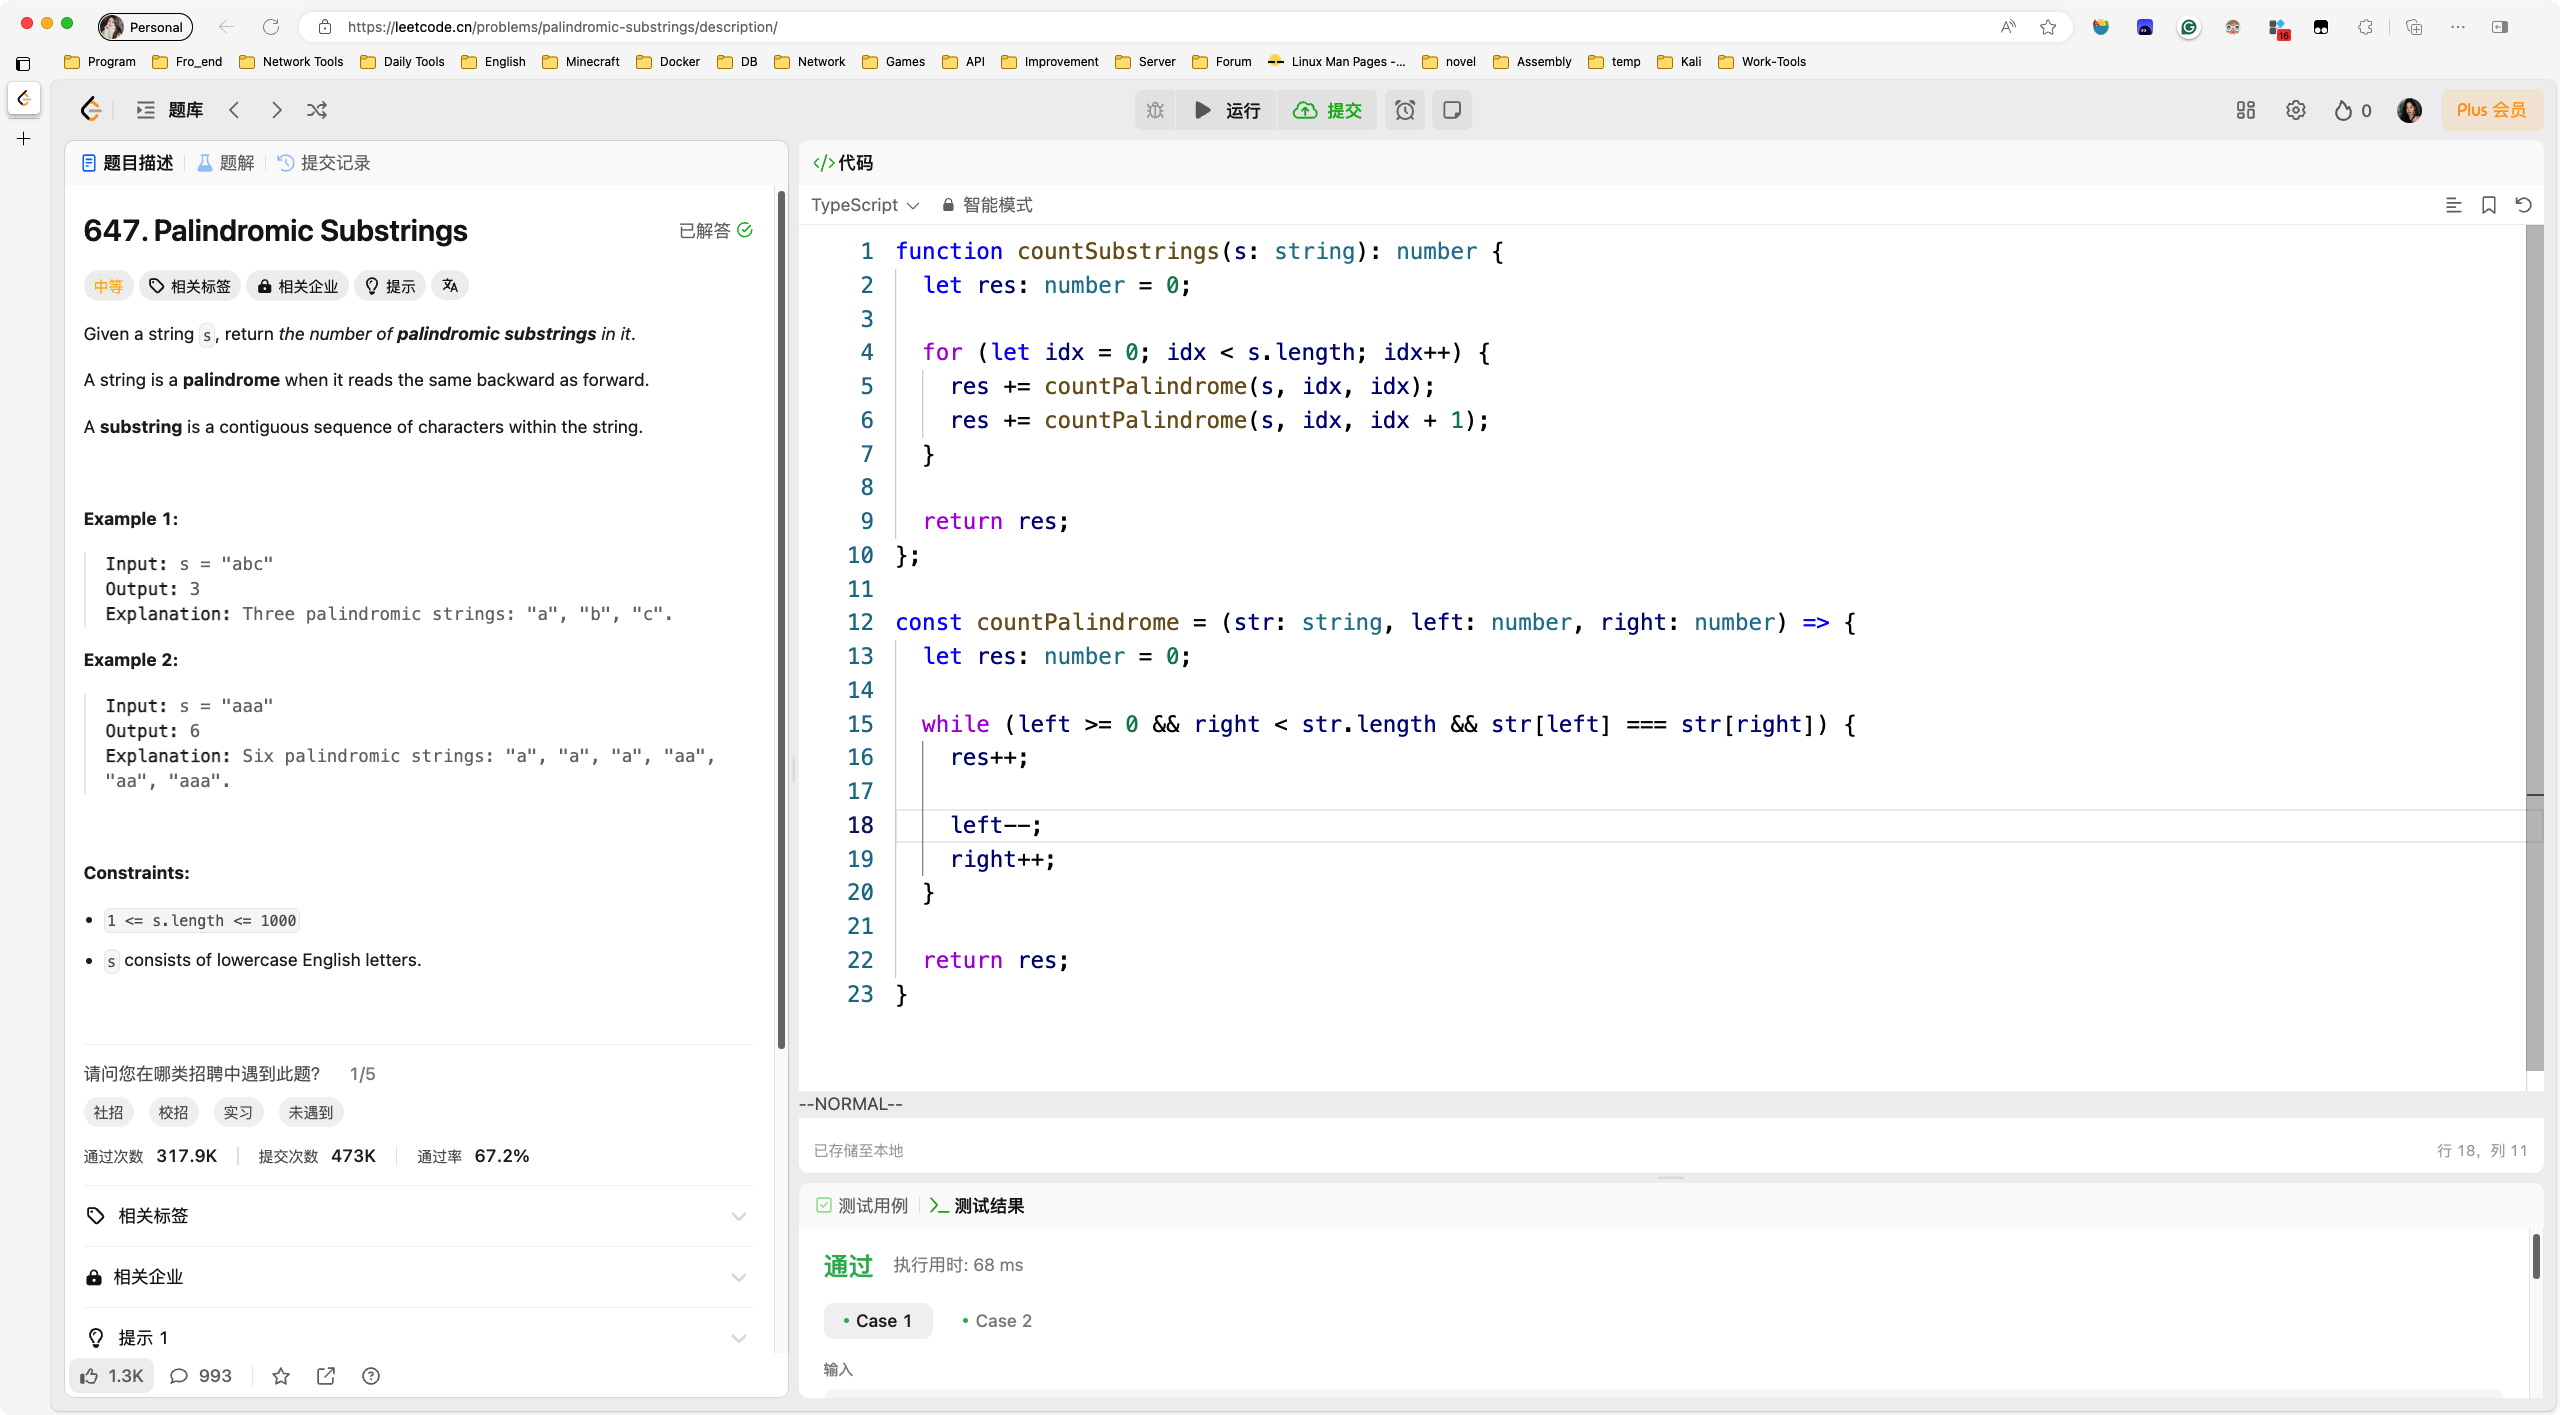 Personal
https://leetcode.cn/problems/palindromic-substrings/description/
16
Program Fro_end Network Tools Daily Tools English Minecraft Docker DB Network Games API Improvement Server Forum Linux Man Pages -... novel Assembly temp Kali Work-Tools
题库 运行 提交 0 Plus 会员
题目描述 题解 提交记录
647. Palindromic Substrings
已解答
中等 相关标签 相关企业 提示
Given a string s, return the number of palindromic substrings in it.
A string is a palindrome when it reads the same backward as forward.
A substring is a contiguous sequence of characters within the string.
Example 1:
Input: s = "abc"
Output: 3
Explanation: Three palindromic strings: "a", "b", "c".
Example 2:
Input: s = "aaa"
Output: 6
Explanation: Six palindromic strings: "a", "a", "a", "aa",
"aa", "aaa".
Constraints:
• 1 <= s.length <= 1000
• s consists of lowercase English letters.
请问您在哪类招聘中遇到此题? 1/5
社招 校招 实习 未遇到
通过次数 317.9K 提交次数 473K 通过率 67.2%
相关标签
相关企业
提示 1
1.3K 993
</>代码
TypeScript 智能模式
1 function countSubstrings(s: string): number {
2 let res: number = 0;
3
4 for (let idx = 0; idx < s.length; idx++) {
5 res += countPalindrome(s, idx, idx);
6 res += countPalindrome(s, idx, idx + 1);
7 }
8
9 return res;
10 };
11
12 const countPalindrome = (str: string, left: number, right: number) => {
13 let res: number = 0;
14
15 while (left >= 0 && right < str.length && str[left] === str[right]) {
16 res++;
17
18 left--;
19 right++;
20 }
21
22 return res;
23 }
--NORMAL--
已存储至本地
行 18, 列 11
测试用例 测试结果
通过 执行用时: 68 ms
• Case 1 • Case 2
输入